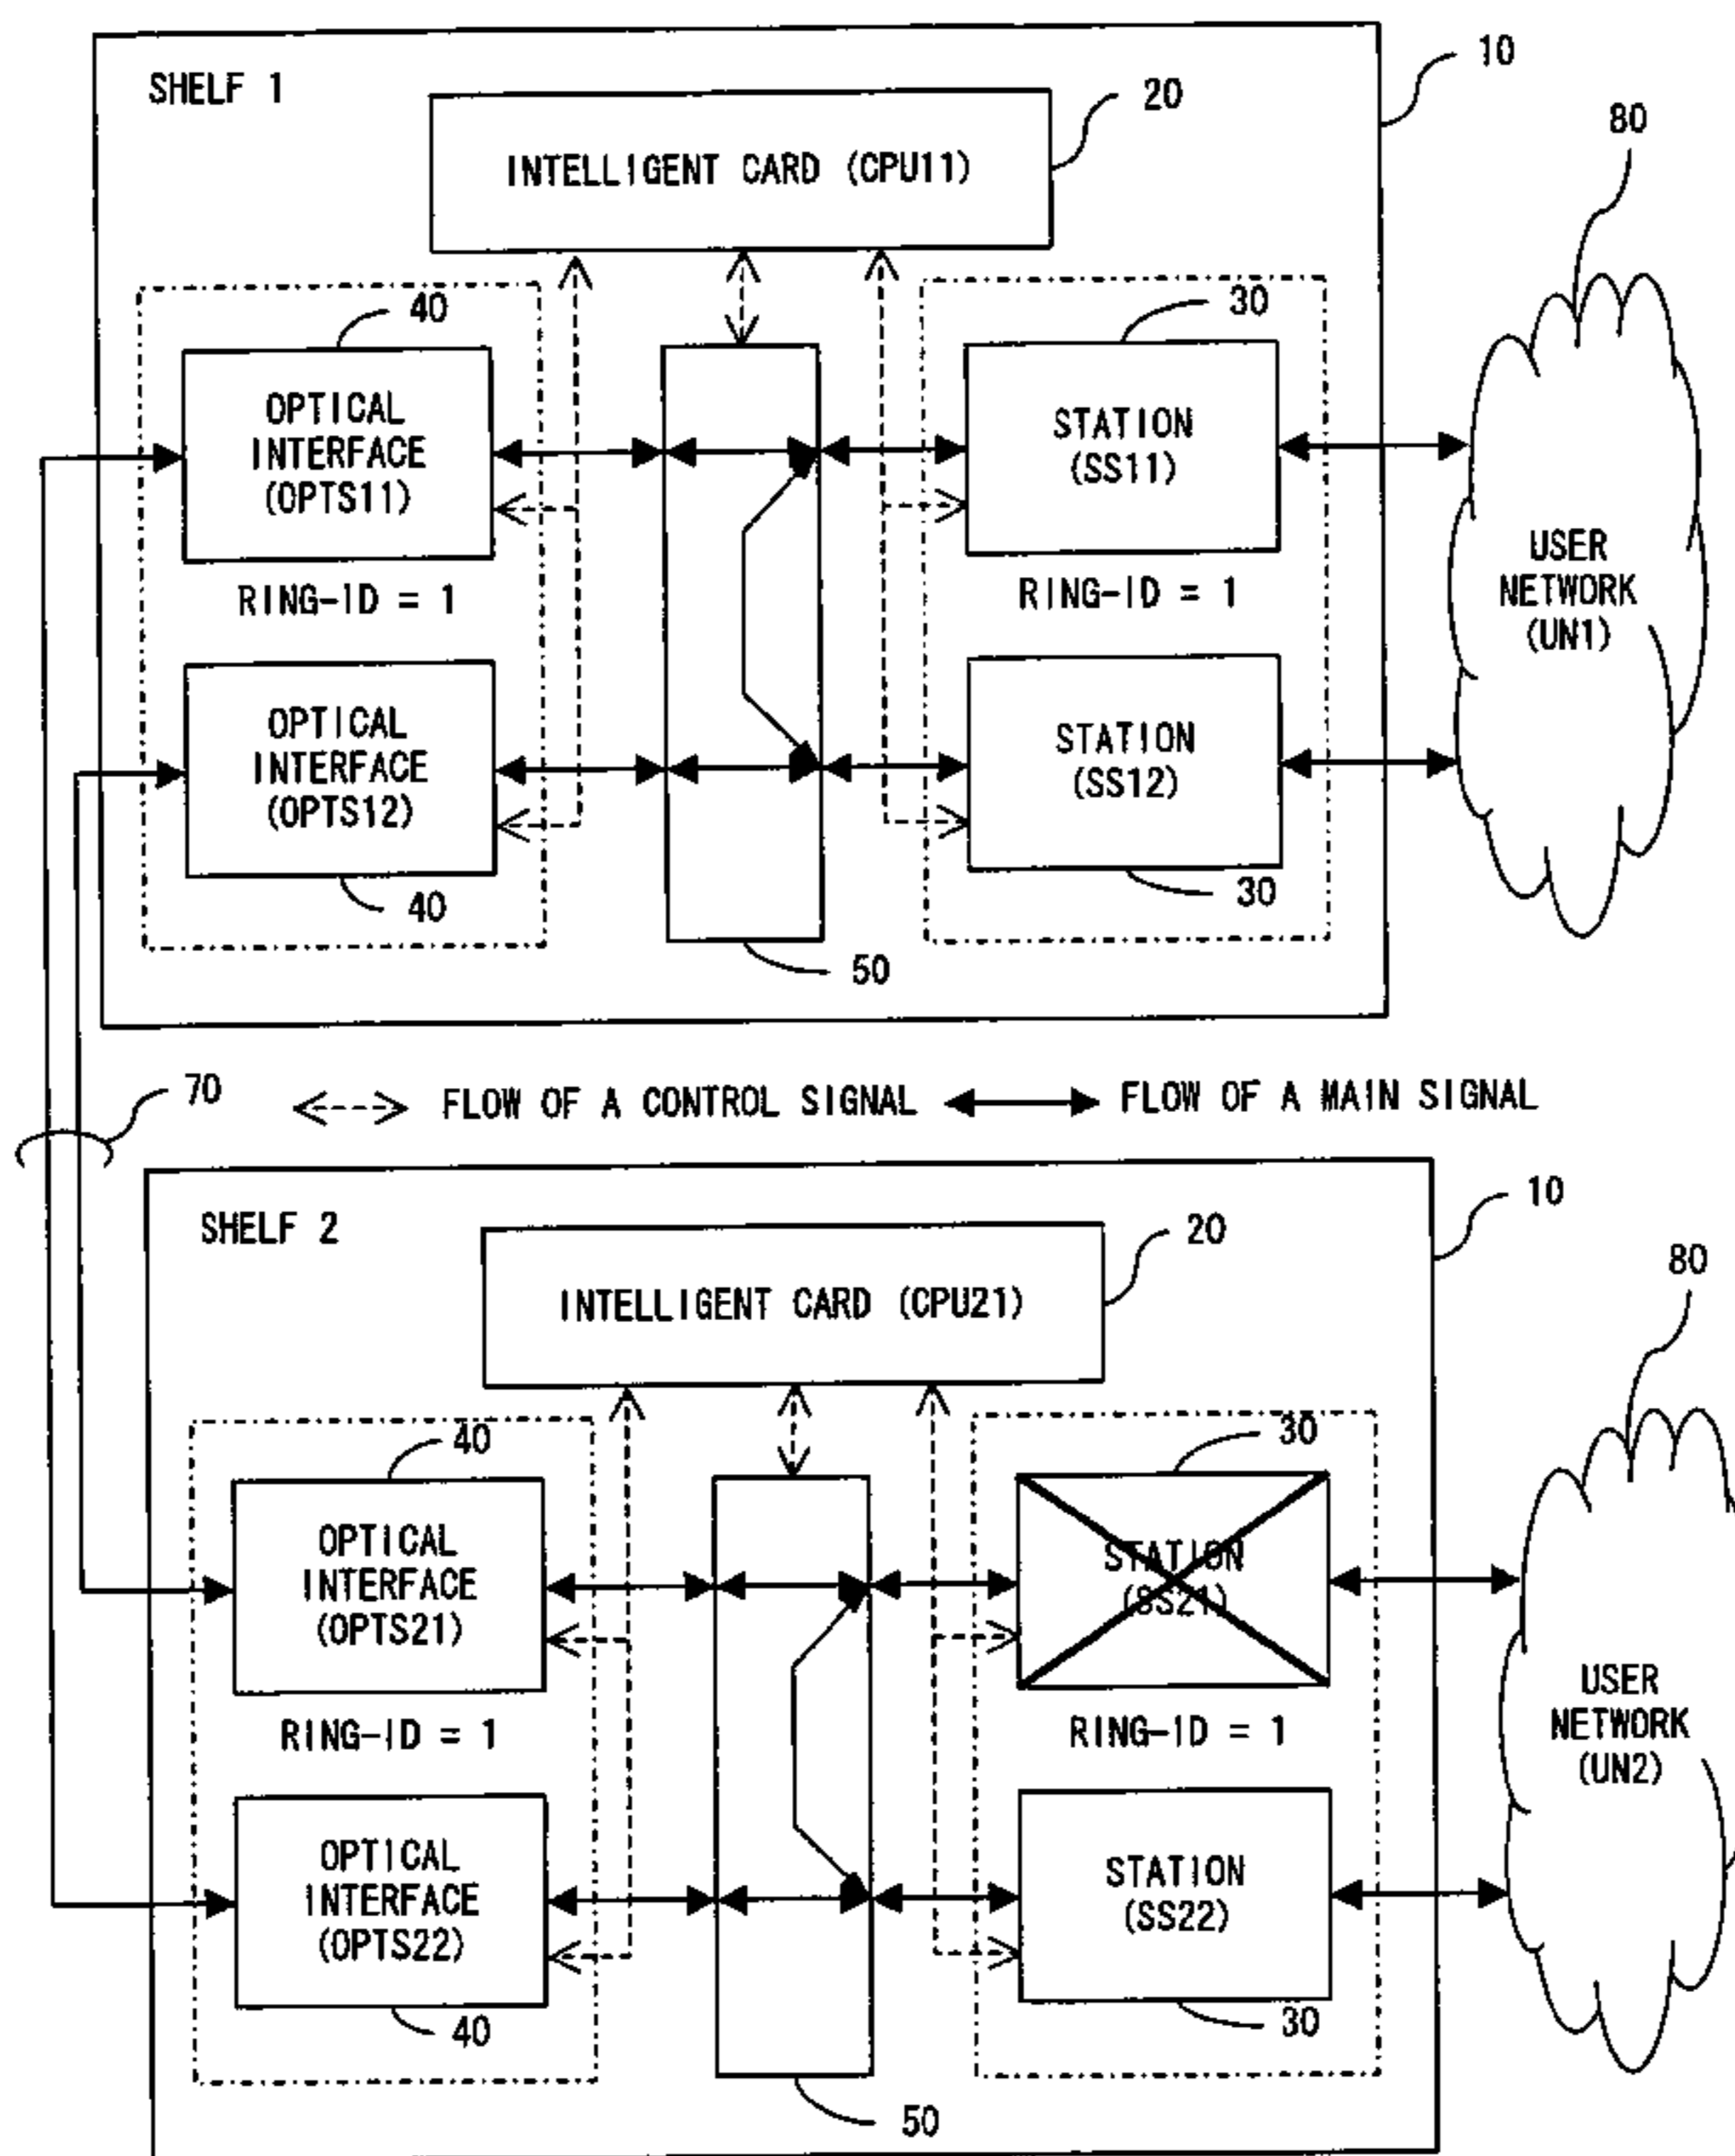 SHELF 1
10
20
80
INTELLIGENT CARD (CPU11)
40
30
OPTICAL
INTERFACE
(OPTS11)
STATION
(SS11)
USER
NETWORK
(UN1)
RING-ID = 1
RING-ID = 1
OPTICAL
INTERFACE
(OPTS12)
STATION
(SS12)
40
30
50
70
FLOW OF A CONTROL SIGNAL
FLOW OF A MAIN SIGNAL
SHELF 2
10
20
80
INTELLIGENT CARD (CPU21)
40
30
OPTICAL
INTERFACE
(OPTS21)
STATION
(SS21)
USER
NETWORK
(UN2)
RING-ID = 1
RING-ID = 1
OPTICAL
INTERFACE
(OPTS22)
STATION
(SS22)
40
30
50